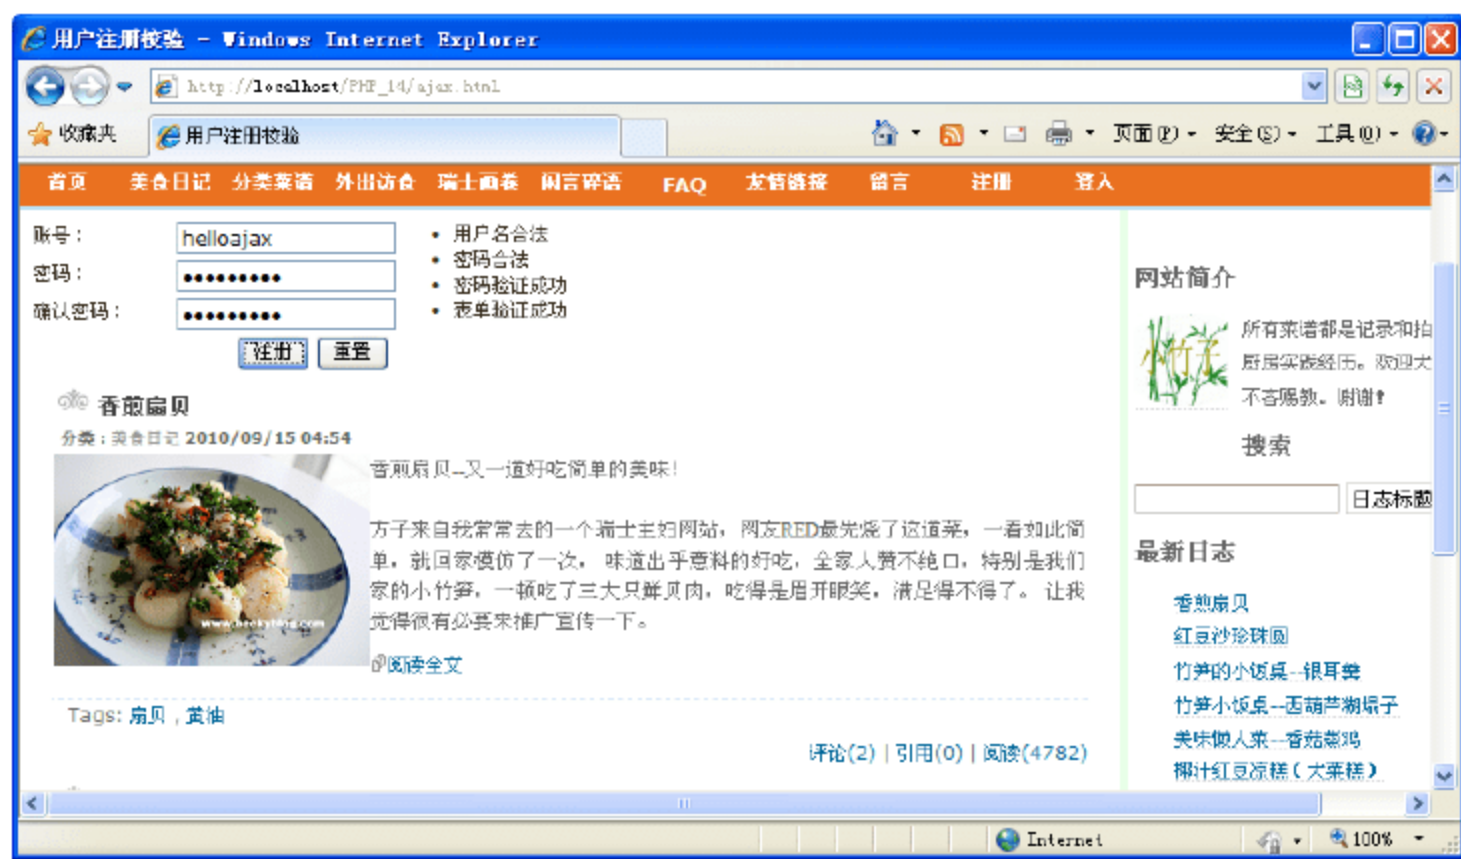 用户注册校验 - Windows Internet Explorer
http://localhost/PHP_14/ajax.html
收藏夹 用户注册校验 页面(P) 安全(S) 工具(O)
首页 美食日记 分类菜谱 外出访食 瑞士画卷 闲言碎语 FAQ 友情链接 留言 注册 登入
账号： helloajax
密码： •••••••••
确认密码： •••••••••
• 用户名合法
• 密码合法
• 密码验证成功
• 表单验证成功
注册 重置
香煎扇贝
分类：美食日记 2010/09/15 04:54
香煎扇贝--又一道好吃简单的美味！
方子来自我常常去的一个瑞士主妇网站，网友RED最先烧了这道菜，一看如此简
单，就回家模仿了一次， 味道出乎意料的好吃，全家人赞不绝口，特别是我们
家的小竹笋，一顿吃了三大只鲜贝肉，吃得是眉开眼笑，满足得不得了。 让我
觉得很有必要来推广宣传一下。
www.beckyblog.com
阅读全文
Tags: 扇贝 , 黄油
评论(2) | 引用(0) | 阅读(4782)
网站简介
小竹子
所有菜谱都是记录和拍
厨房实践经历。欢迎大
不吝赐教。谢谢！
搜索
日志标题
最新日志
香煎扇贝
红豆沙珍珠圆
竹笋的小饭桌--银耳羹
竹笋小饭桌--西葫芦糊塌子
美味懒人菜--香菇蒸鸡
椰汁红豆凉糕（大菜糕）
Internet 100%